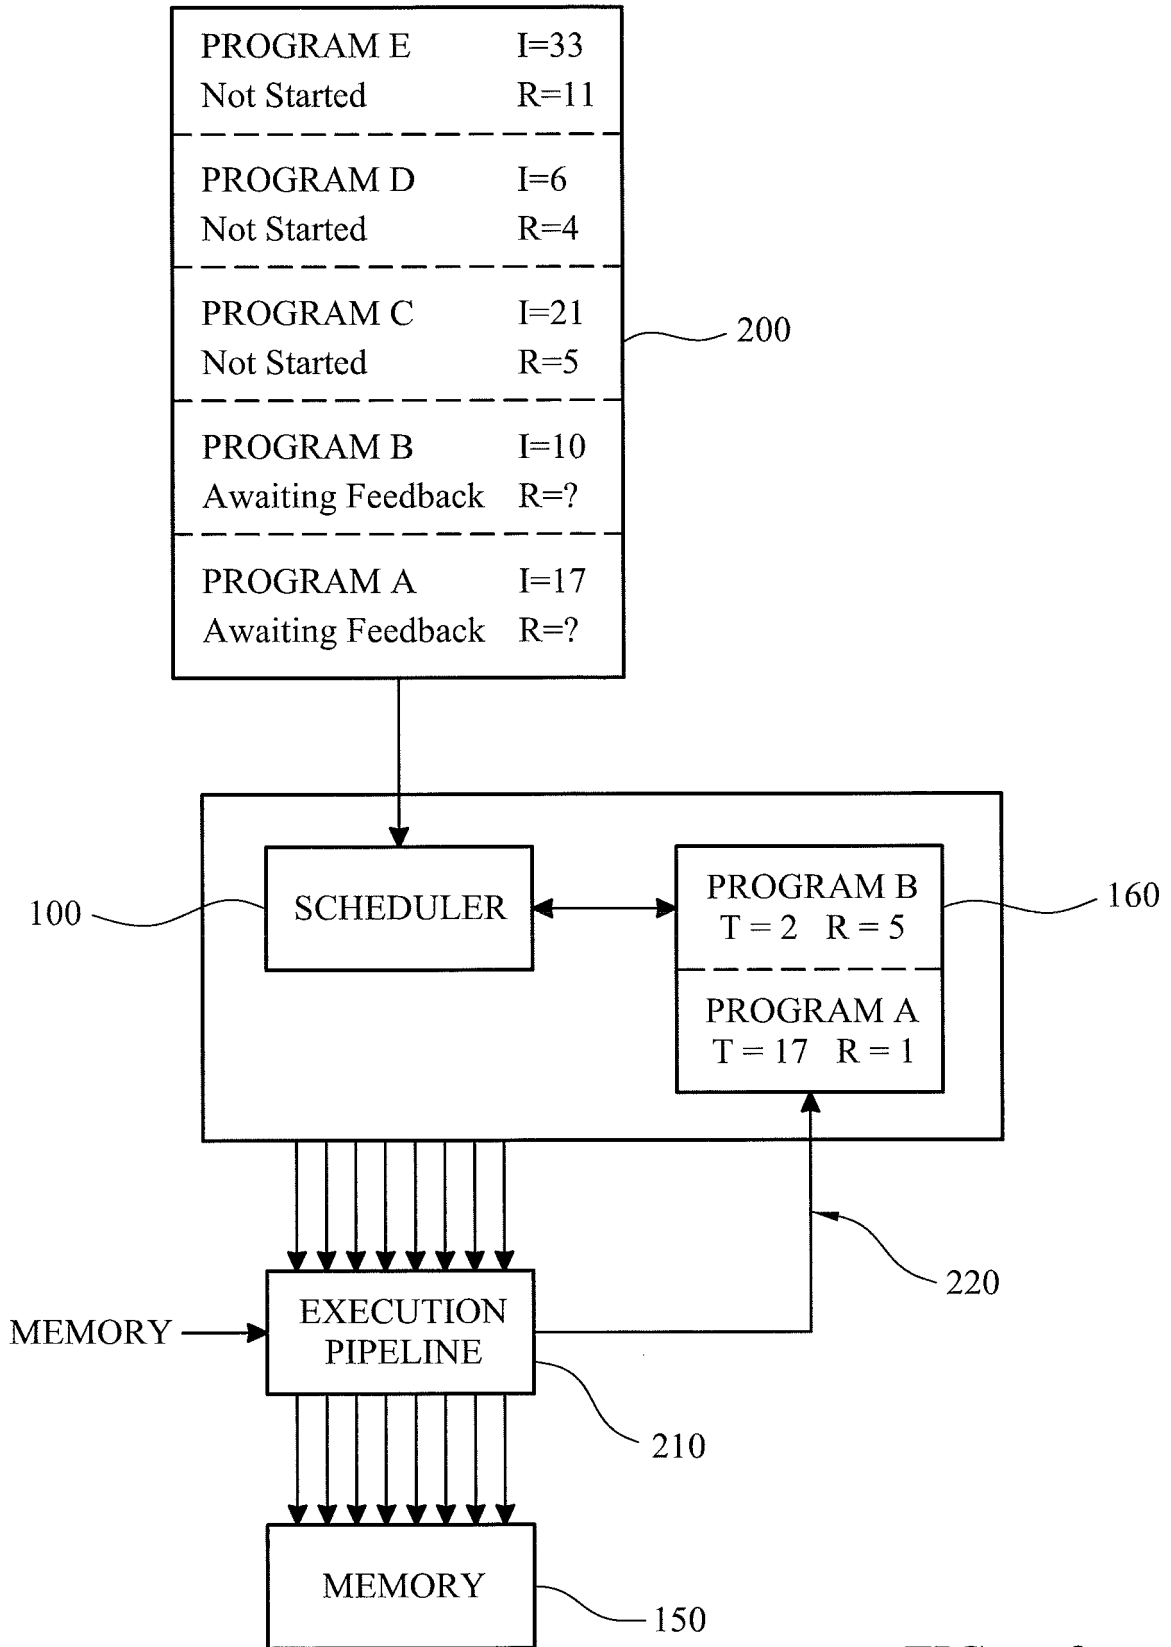 PROGRAM E I=33
Not Started R=11
PROGRAM D I=6
Not Started R=4
PROGRAM C I=21
Not Started R=5
200
PROGRAM B I=10
Awaiting Feedback R=?
PROGRAM A I=17
Awaiting Feedback R=?
100
SCHEDULER
PROGRAM B
T = 2 R = 5
160
PROGRAM A
T = 17 R = 1
220
MEMORY
EXECUTION
PIPELINE
210
MEMORY
150